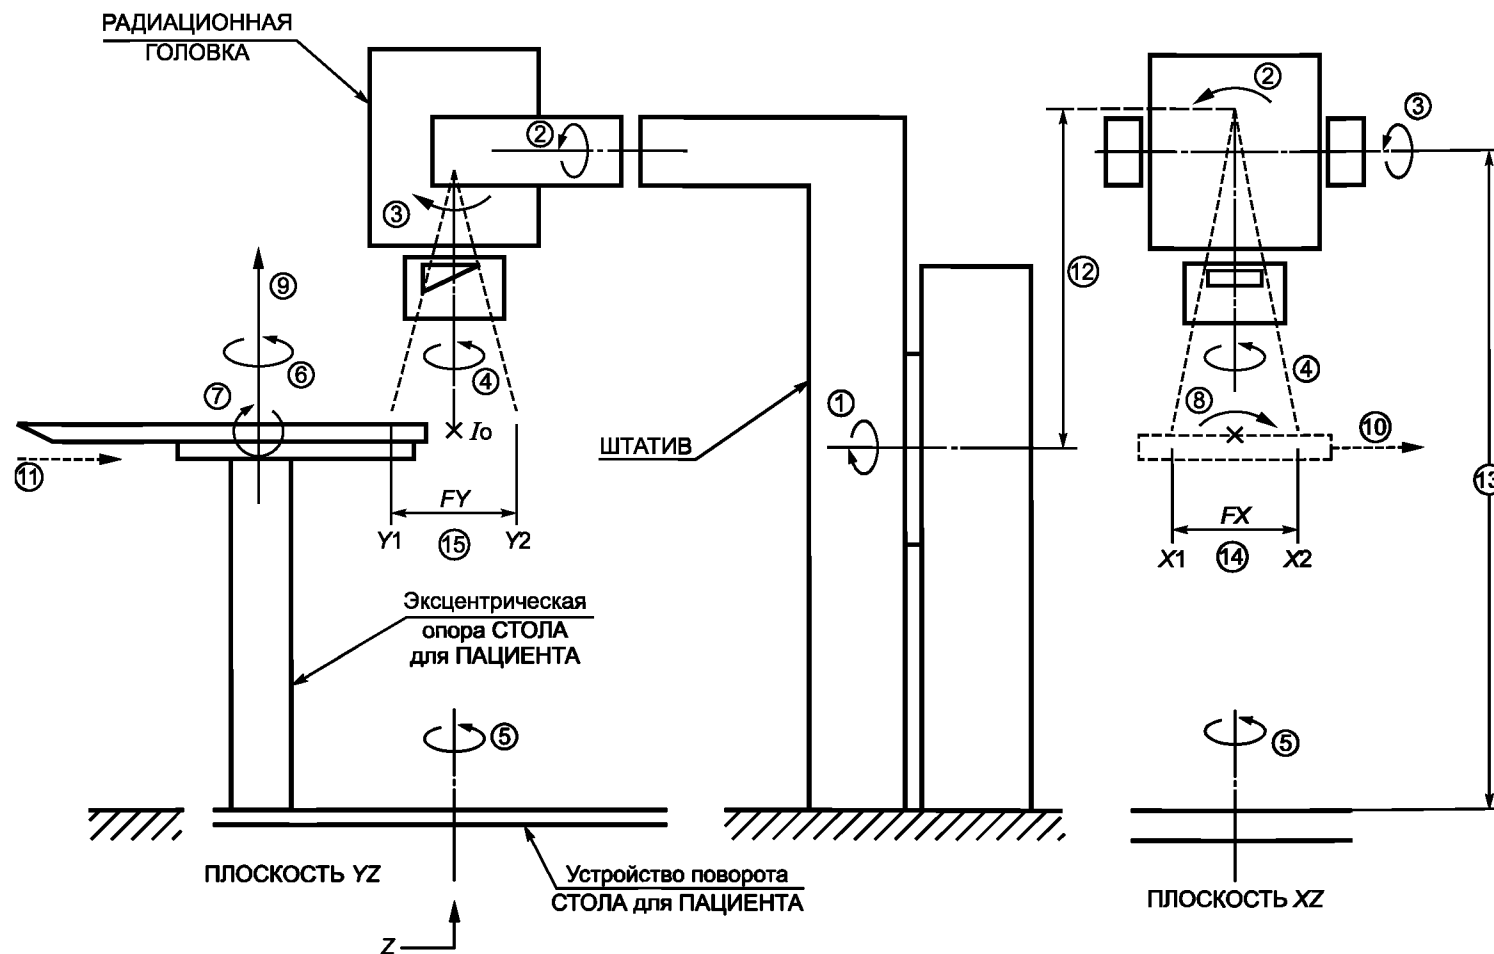 РАДИАЦИОННАЯ
ГОЛОВКА
2
3
2
3
12
9
6
7
4
1
ШТАТИВ
Io
11
FY
Y1
15
Y2
8
4
10
13
FX
X1
14
X2
Эксцентрическая
опора СТОЛА
для ПАЦИЕНТА
5
5
ПЛОСКОСТЬ YZ
Устройство поворота
СТОЛА для ПАЦИЕНТА
ПЛОСКОСТЬ XZ
Z